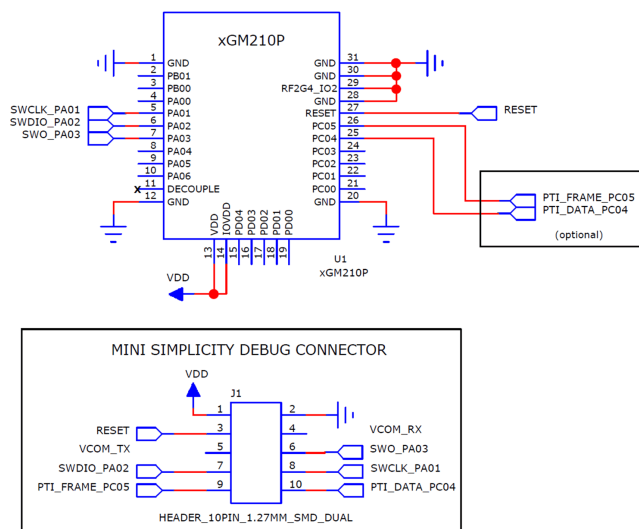 xGM210P
1 GND
2 PB01
3 PB00
4 PA00
SWCLK_PA01 5 PA01
SWDIO_PA02 6 PA02
SWO_PA03 7 PA03
8 PA04
9 PA05
10 PA06
x 11 DECOUPLE
12 GND
GND 31
GND 30
RF2G4_IO2 29
GND 28
RESET 27 RESET
PC05 26
PC04 25
PC03 24
PC02 23
PC01 22
PC00 21
GND 20
PTI_FRAME_PC05
PTI_DATA_PC04
(optional)
VDD IOVDD PD04 PD03 PD02 PD01 PD00
13 14 15 16 17 18 19
U1
xGM210P
VDD
MINI SIMPLICITY DEBUG CONNECTOR
VDD
J1
1 2
RESET 3 4 VCOM_RX
VCOM_TX 5 6 SWO_PA03
SWDIO_PA02 7 8 SWCLK_PA01
PTI_FRAME_PC05 9 10 PTI_DATA_PC04
HEADER_10PIN_1.27MM_SMD_DUAL